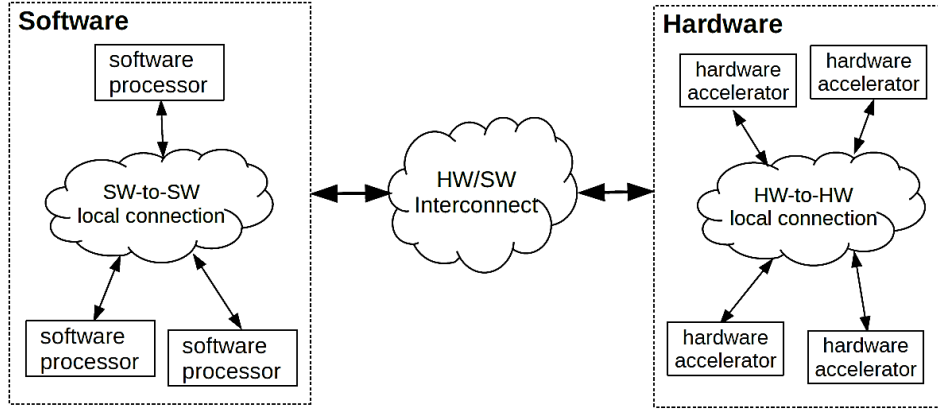 Software
software
processor
SW-to-SW
local connection
software
processor
software
processor
HW/SW
Interconnect
Hardware
hardware
accelerator
hardware
accelerator
HW-to-HW
local connection
hardware
accelerator
hardware
accelerator